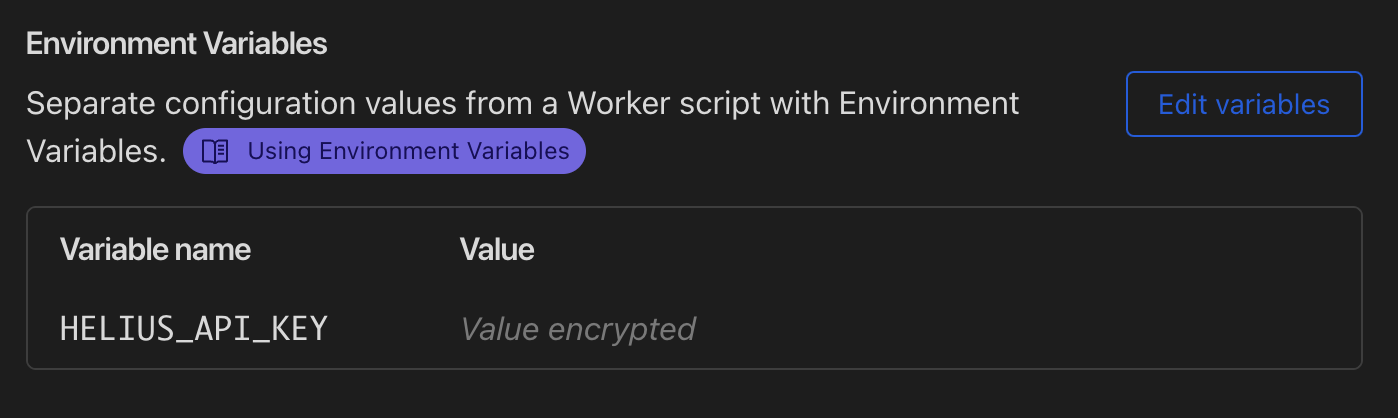 Environment Variables
Separate configuration values from a Worker script with Environment
Variables.
Using Environment Variables
Edit variables
Variable name
Value
HELIUS_API_KEY
Value encrypted